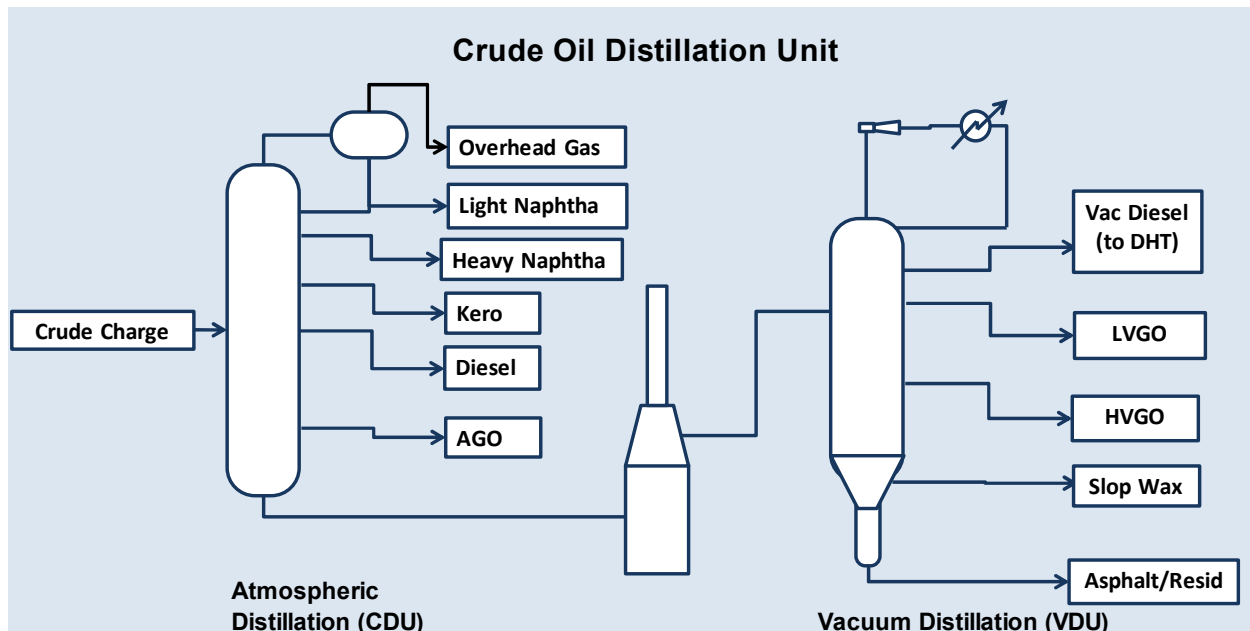 Crude Oil Distillation Unit
Overhead Gas
Light Naphtha
Heavy Naphtha
Kero
Crude Charge
Diesel
AGO
Vac Diesel
(to DHT)
LVGO
HVGO
Slop Wax
Asphalt/Resid
Atmospheric
Distillation (CDU)
Vacuum Distillation (VDU)